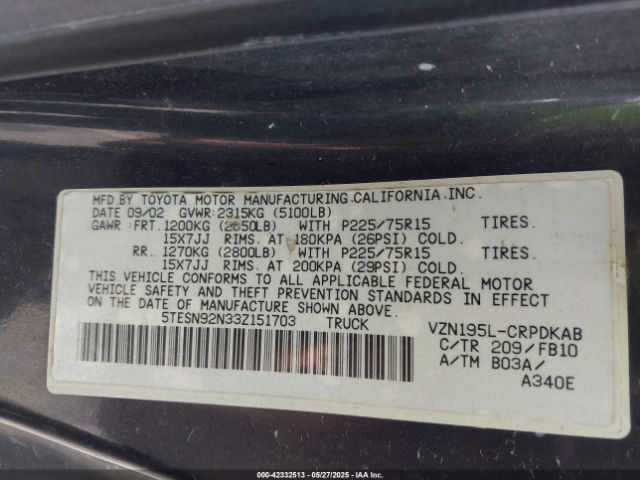 MFD.BY TOYOTA MOTOR MANUFACTURING.CALIFORNIA.INC.
DATE 09/02 GVWR:2315KG (5100LB)
GAWR :FRT.1200KG (2650LB) WITH P225/75R15 TIRES.
15X7JJ RIMS. AT 180KPA (26PSI) COLD.
RR. 1270KG (2800LB) WITH P225/75R15 TIRES.
15X7JJ RIMS. AT 200KPA (29PSI) COLD.
THIS VEHICLE CONFORMS TO ALL APPLICABLE FEDERAL MOTOR
VEHICLE SAFETY AND THEFT PREVENTION STANDARDS IN EFFECT
ON THE DATE OF MANUFACTURE SHOWN ABOVE.
5TESN92N33Z151703 TRUCK VZN195L-CRPDKAB
C/TR 209/FB10
A/TM B03A/
A340E
000-42332513 - 05/27/2025 - IAAI.COM